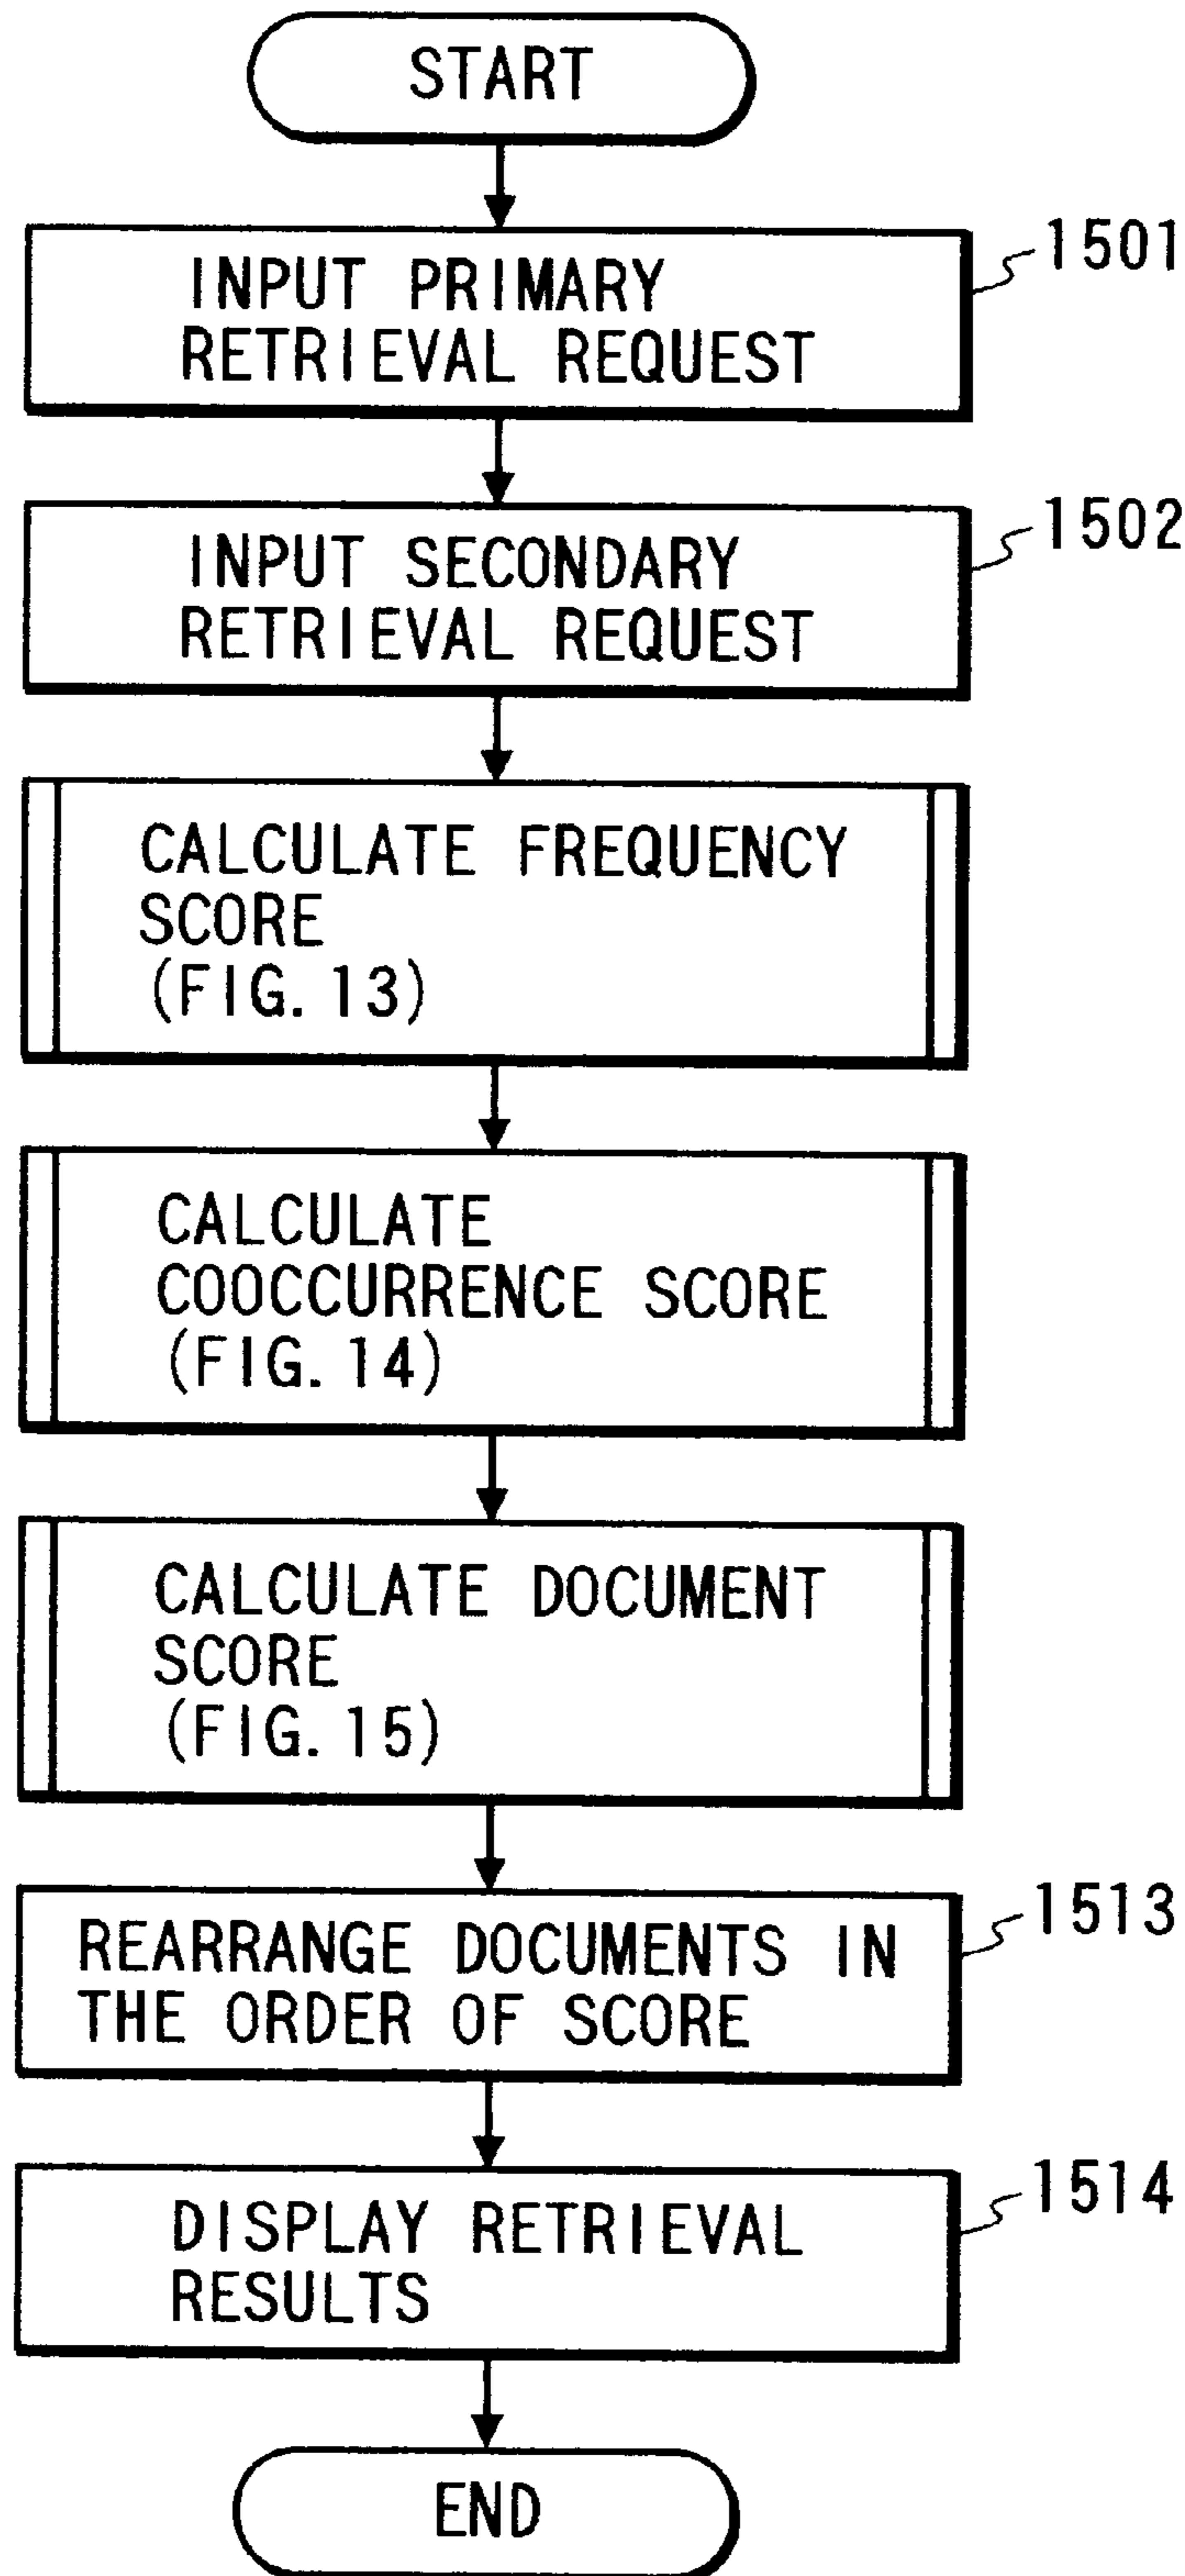 START
1501
INPUT PRIMARY
RETRIEVAL REQUEST
1502
INPUT SECONDARY
RETRIEVAL REQUEST
CALCULATE FREQUENCY
SCORE
(FIG. 13)
CALCULATE
COOCCURRENCE SCORE
(FIG. 14)
CALCULATE DOCUMENT
SCORE
(FIG. 15)
1513
REARRANGE DOCUMENTS IN
THE ORDER OF SCORE
1514
DISPLAY RETRIEVAL
RESULTS
END